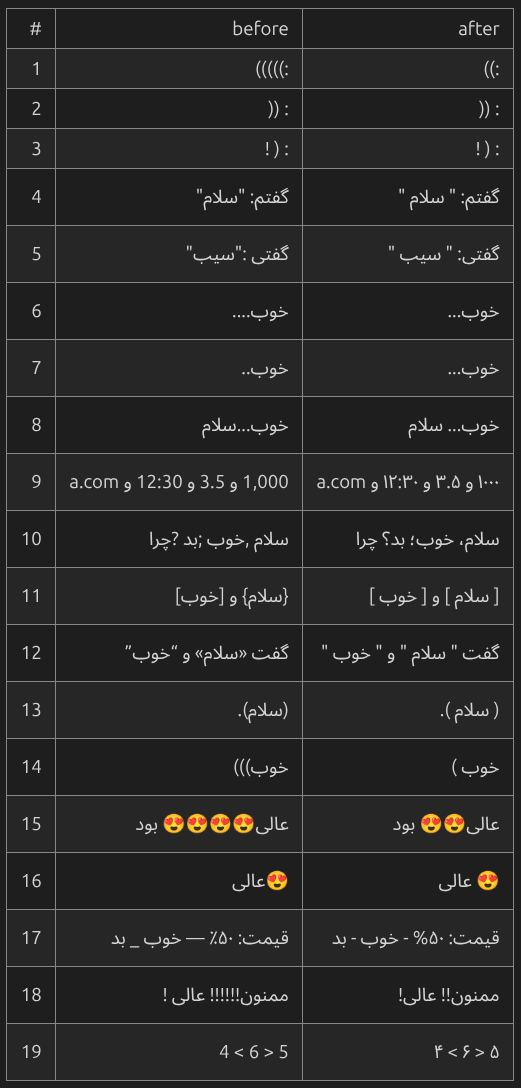 # before after
1 :))))) :))
2 : (( : ((
3 : ) ! : ) !
4 گفتم: "سلام" گفتم: " سلام "
5 گفتی :"سیب" گفتی: " سیب "
6 خوب.... خوب...
7 خوب.. خوب...
8 خوب...سلام خوب... سلام
9 1,000 و 3.5 و 12:30 و a.com ۱۰۰۰ و ۳.۵ و ۱۲:۳۰ و a.com
10 سلام ,خوب ;بد ?چرا سلام، خوب؛ بد؟ چرا
11 {سلام} و [خوب] [ سلام ] و [ خوب ]
12 گفت «سلام» و “خوب” گفت " سلام " و " خوب "
13 (سلام). ( سلام ).
14 خوب))) خوب )
15 عالی😍😍😍😍 بود عالی😍😍 بود
16 😍عالی 😍 عالی
17 قیمت: ۵۰٪ — خوب _ بد قیمت: ۵۰% - خوب - بد
18 ممنون!!!!!! عالی ! ممنون!! عالی!
19 5 < 6 > 4 ۵ < ۶ > ۴